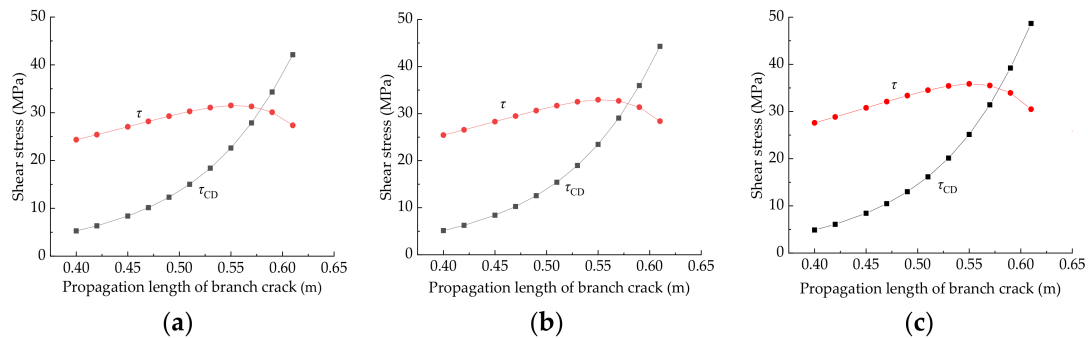 50
40
30
20
10
0
Shear stress (MPa)
τ
τCD
0.40 0.45 0.50 0.55 0.60 0.65
Propagation length of branch crack (m)
(a)
50
40
30
20
10
0
Shear stress (MPa)
τ
τCD
0.40 0.45 0.50 0.55 0.60 0.65
Propagation length of branch crack (m)
(b)
50
40
30
20
10
0
Shear stress (MPa)
τ
τCD
0.40 0.45 0.50 0.55 0.60 0.65
Propagation length of branch crack (m)
(c)